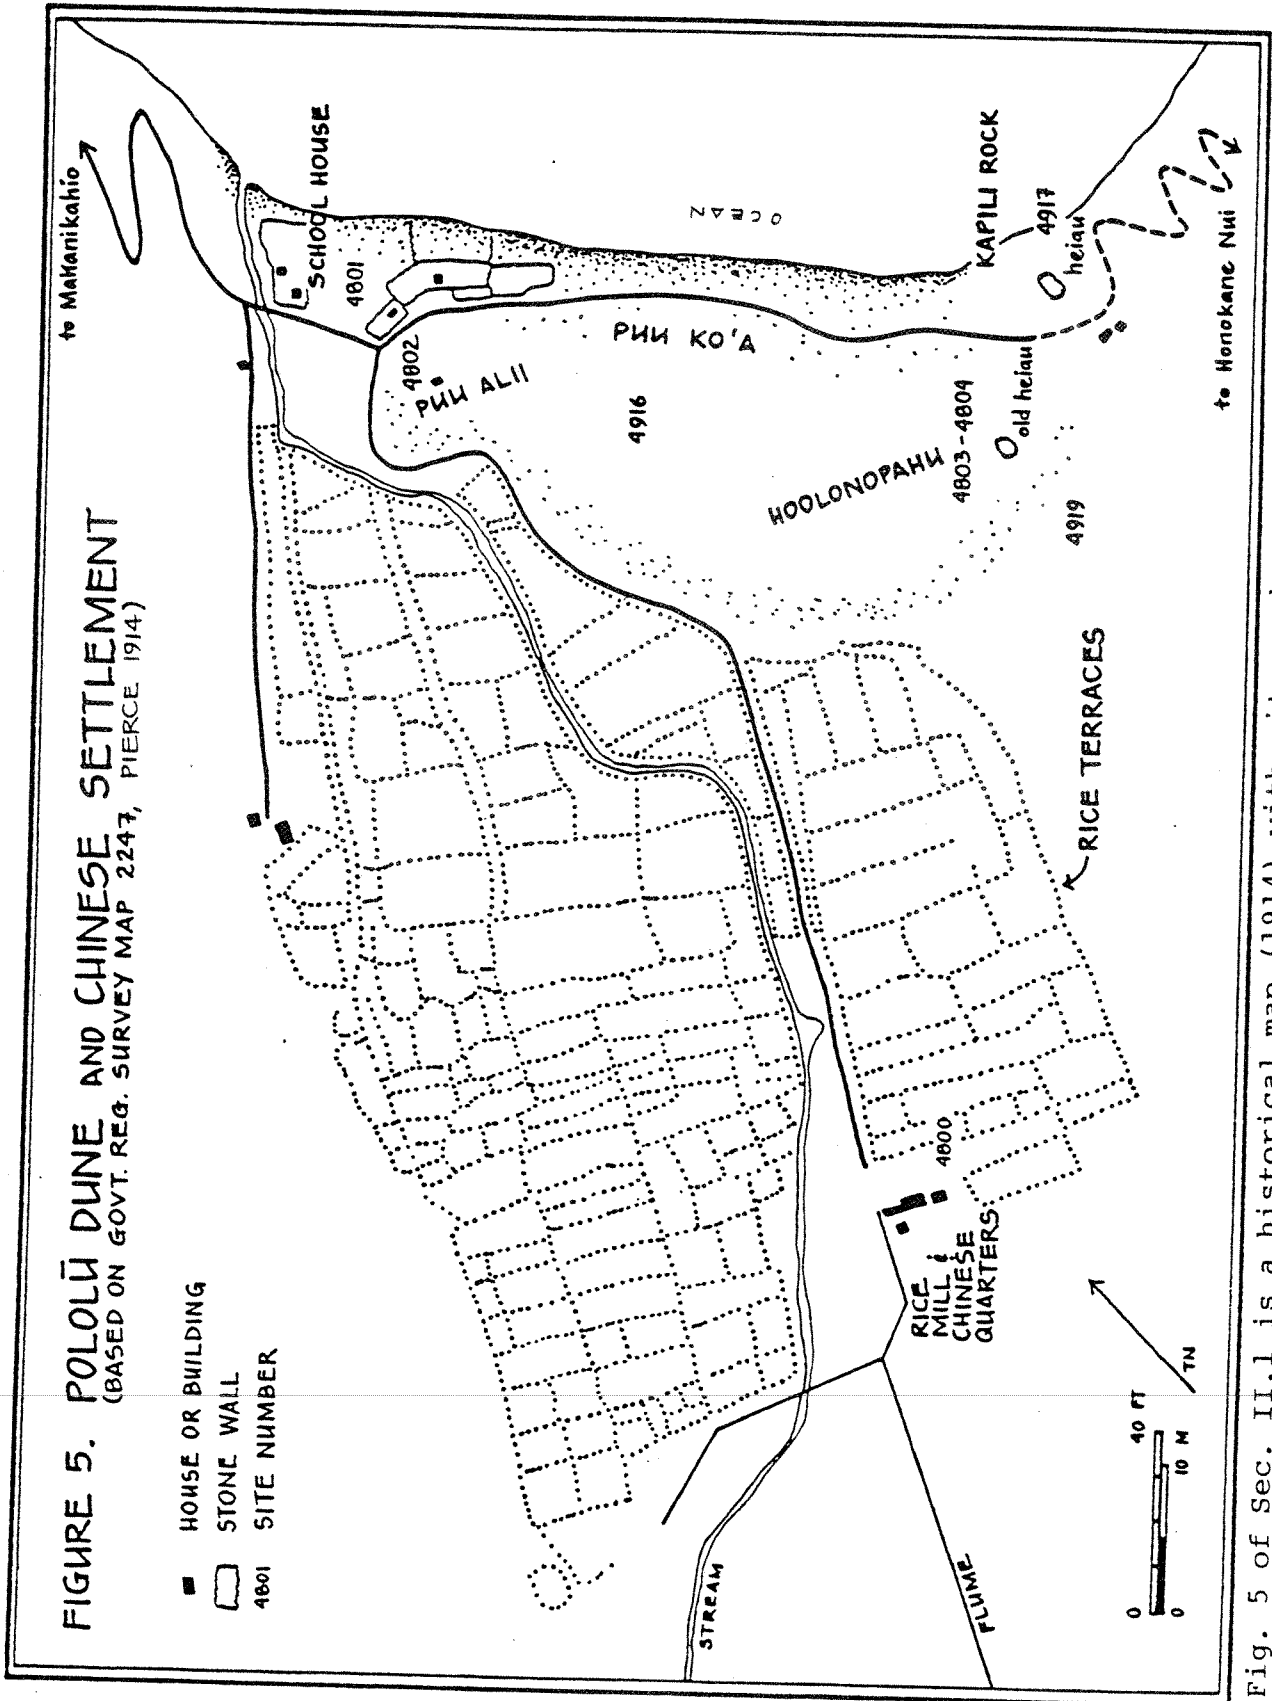 FIGURE 5. POLOLŪ DUNE AND CHINESE SETTLEMENT
(BASED ON GOVT. REG. SURVEY MAP 2247, PIERCE 1914)
HOUSE OR BUILDING
STONE WALL
4801 SITE NUMBER
to Makanikahio
SCHOOL HOUSE
4801
4802
PUU ALII
PUU KO'A
OCEAN
4916
HOOLONOPAHU
4803-4804
old heiau
4919
KAPILI ROCK
4917
heiau
to Honokane Nui
RICE TERRACES
4800
RICE
MILL &
CHINESE
QUARTERS
STREAM
FLUME
TN
0 40 FT
0 10 M
Fig. 5 of Sec. II.1 is a historical map (1914) with